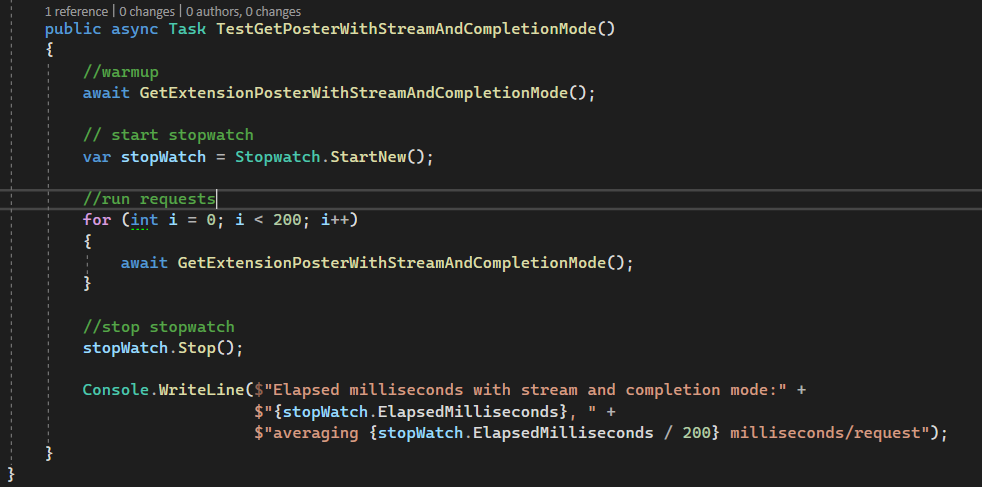 1 reference | 0 changes | 0 authors, 0 changes
public async Task TestGetPosterWithStreamAndCompletionMode()
{
//warmup
await GetExtensionPosterWithStreamAndCompletionMode();
// start stopwatch
var stopWatch = Stopwatch.StartNew();
//run requests
for (int i = 0; i < 200; i++)
{
await GetExtensionPosterWithStreamAndCompletionMode();
}
//stop stopwatch
stopWatch.Stop();
Console.WriteLine($"Elapsed milliseconds with stream and completion mode:" +
$"{stopWatch.ElapsedMilliseconds}, " +
$"averaging {stopWatch.ElapsedMilliseconds / 200} milliseconds/request");
}
}